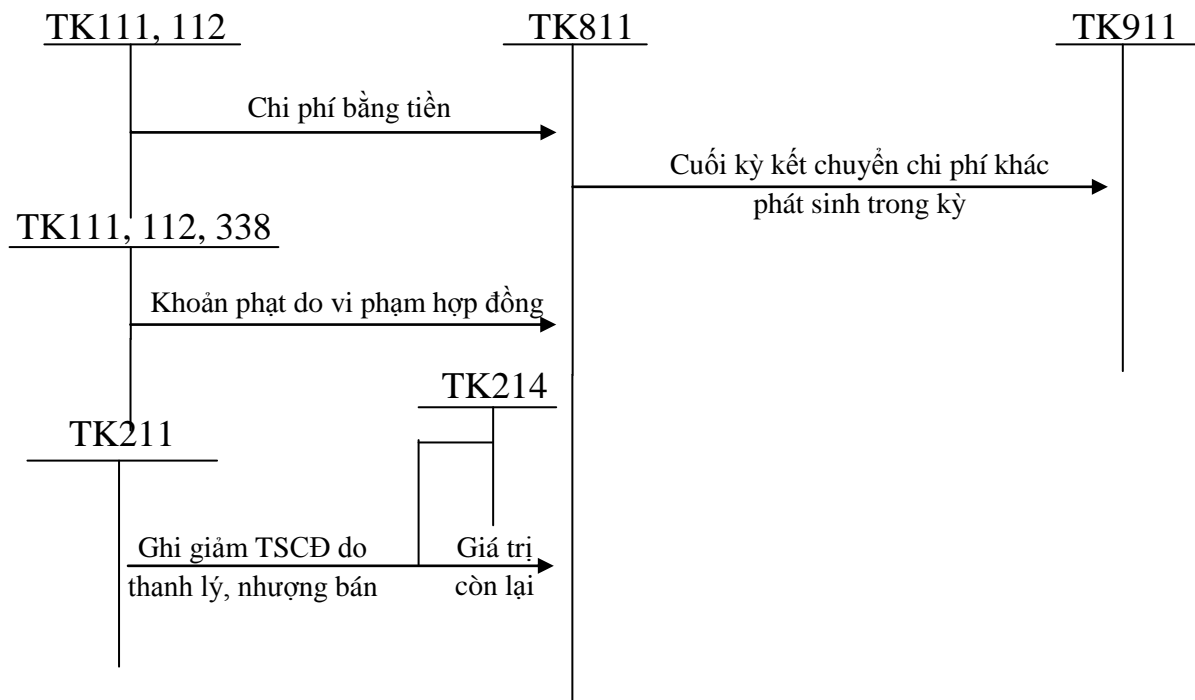 TK111, 112
TK811
TK911
Chi phí bằng tiền
Cuối kỳ kết chuyển chi phí khác
phát sinh trong kỳ
TK111, 112, 338
Khoản phạt do vi phạm hợp đồng
TK214
TK211
Ghi giảm TSCĐ do
thanh lý, nhượng bán
Giá trị
còn lại